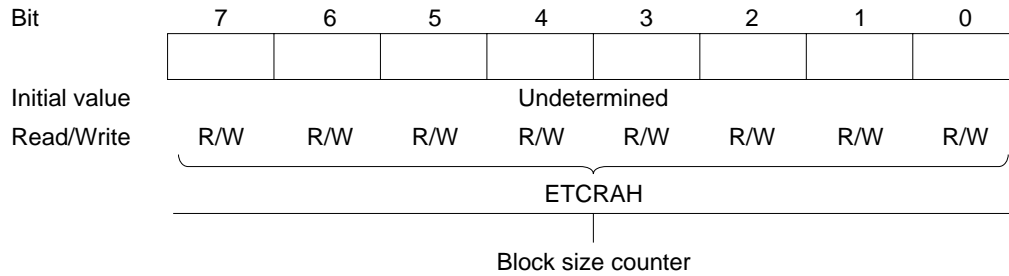 Bit 7 6 5 4 3 2 1 0
Initial value Undetermined
Read/Write R/W R/W R/W R/W R/W R/W R/W R/W
ETCRAH
Block size counter